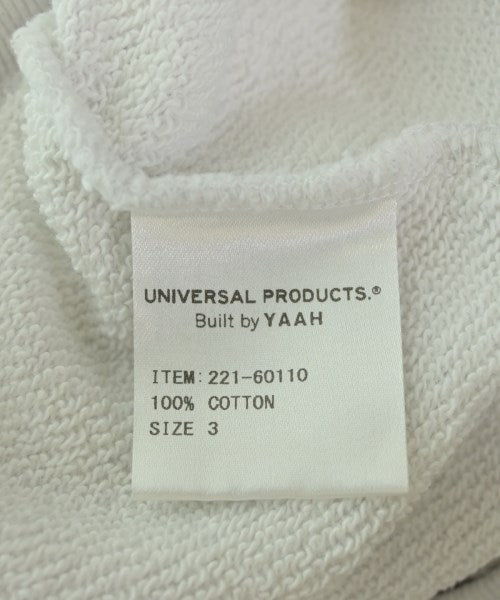 UNIVERSAL PRODUCTS.®
Built by YAAH
ITEM: 221-60110
100% COTTON
SIZE 3